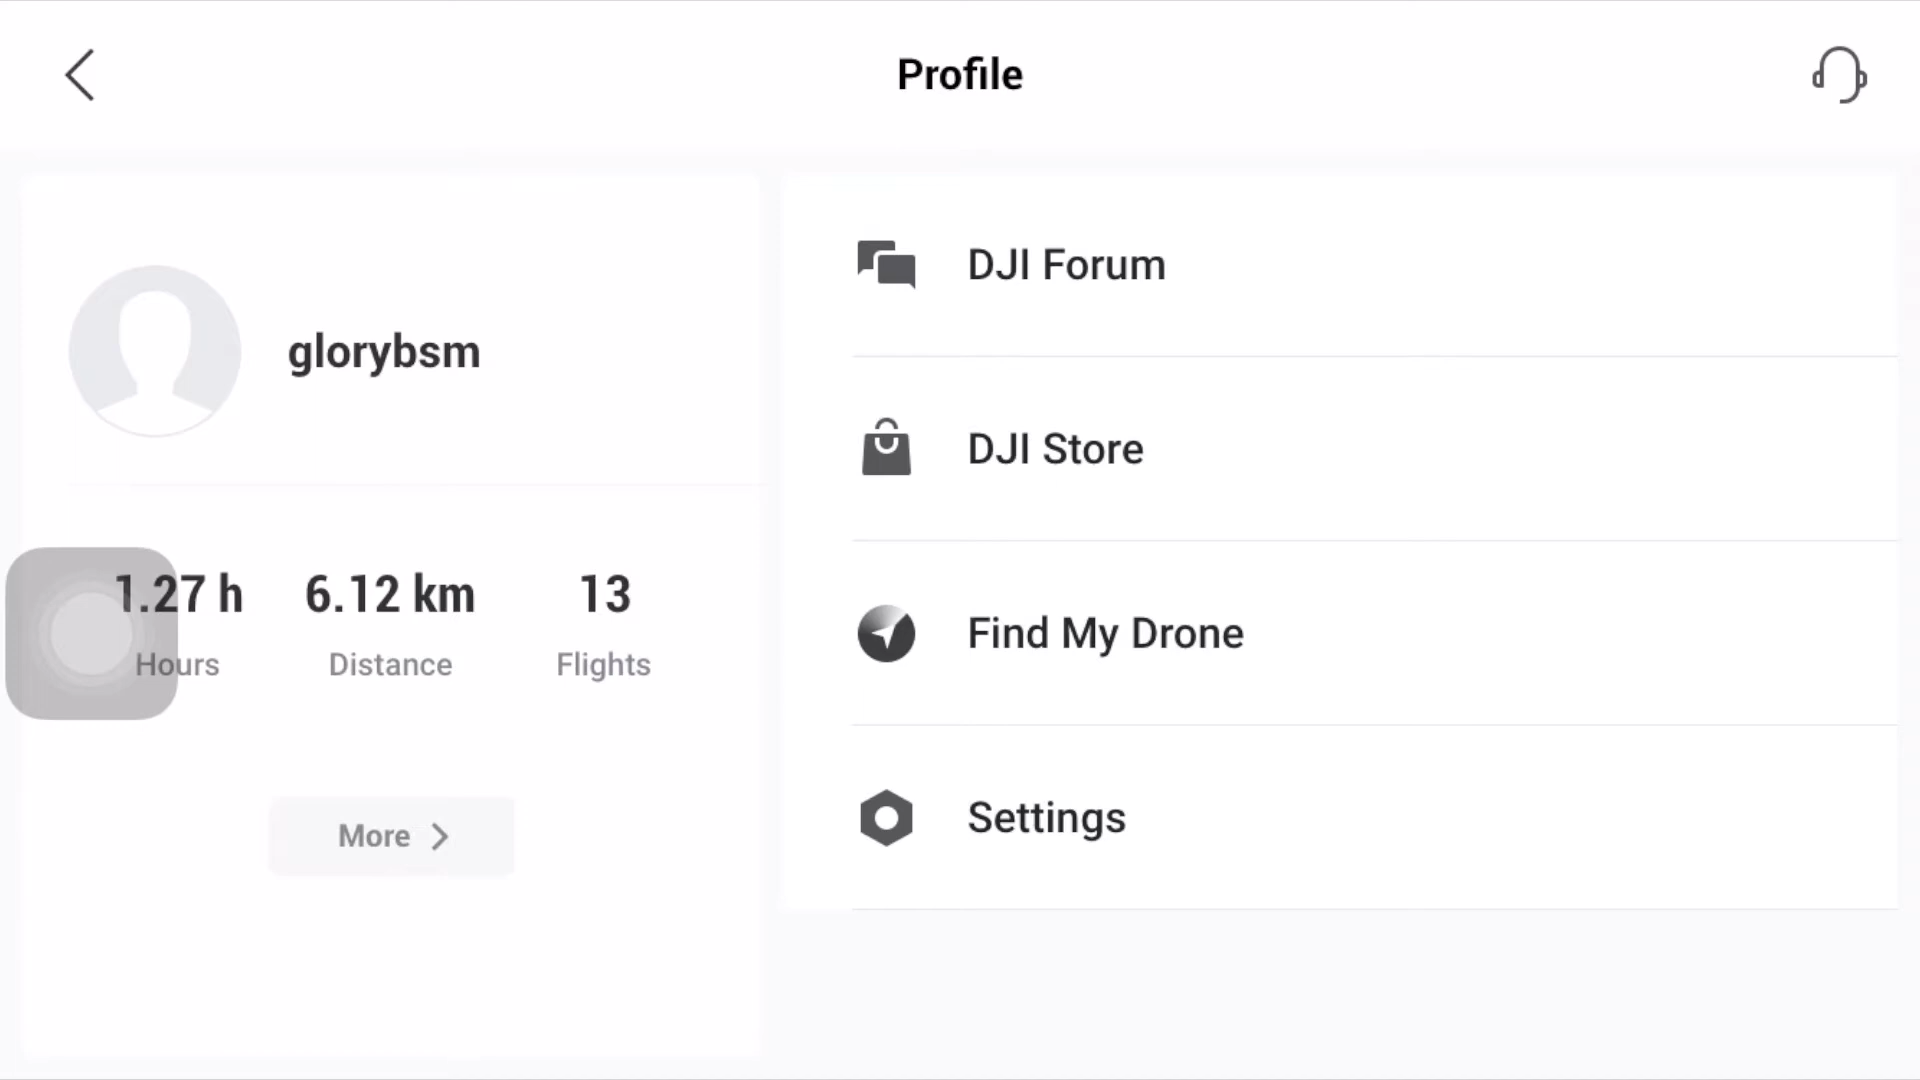 Profile
glorybsm
1.27 h 6.12 km 13
Hours Distance Flights
More
DJI Forum
DJI Store
Find My Drone
Settings